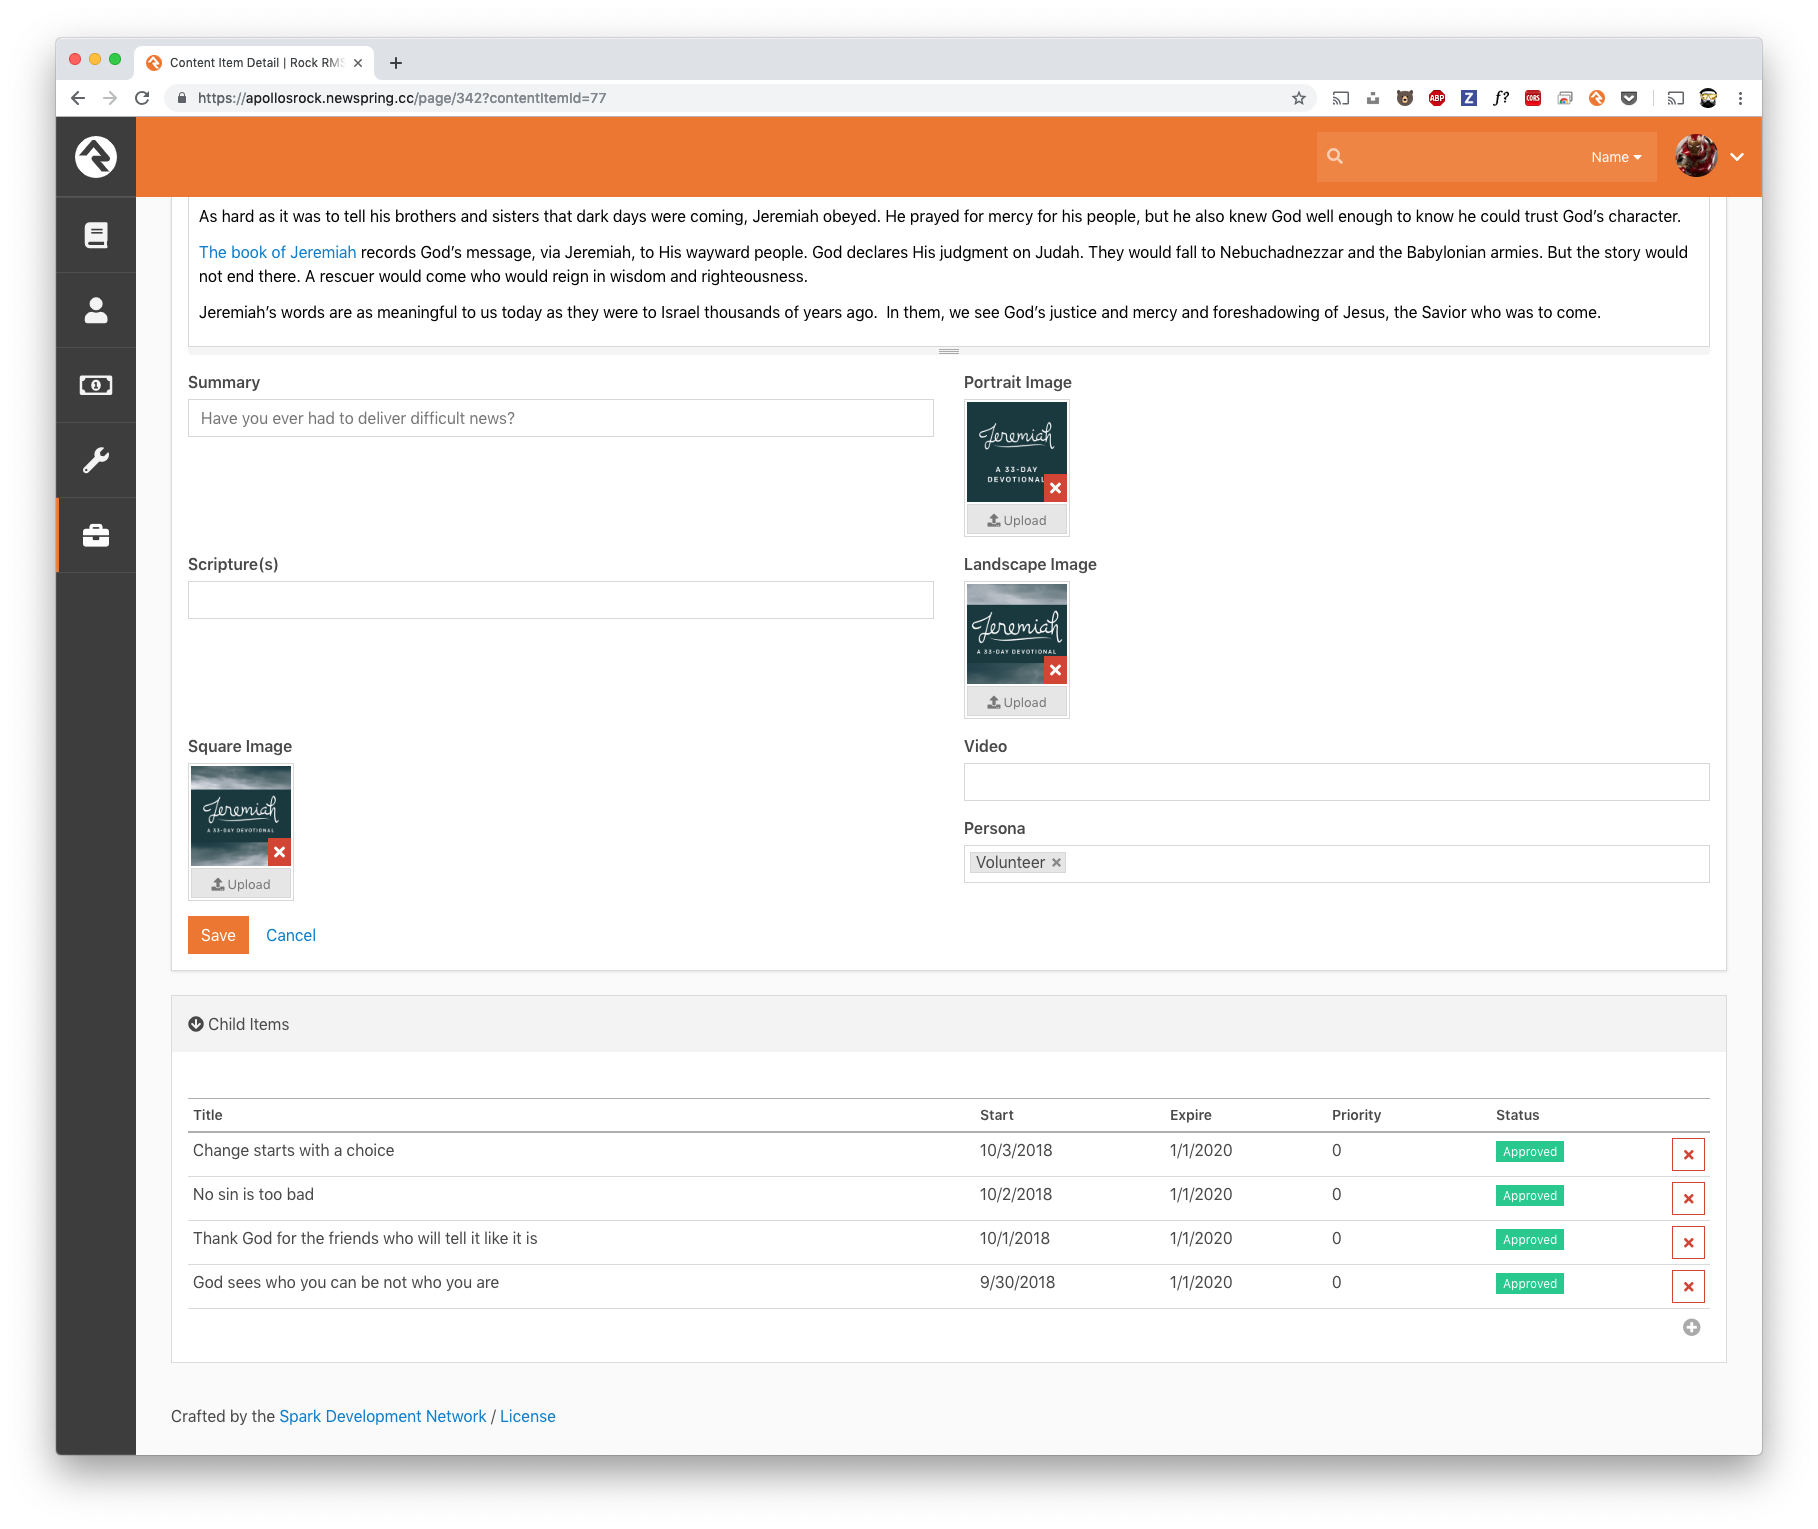 Content Item Detail | Rock RMS
https://apollosrock.newspring.cc/page/342?contentItemId=77
ABP
Z
f?
CORS
Name
As hard as it was to tell his brothers and sisters that dark days were coming, Jeremiah obeyed. He prayed for mercy for his people, but he also knew God well enough to know he could trust God’s character.
The book of Jeremiah records God’s message, via Jeremiah, to His wayward people. God declares His judgment on Judah. They would fall to Nebuchadnezzar and the Babylonian armies. But the story would
not end there. A rescuer would come who would reign in wisdom and righteousness.
Jeremiah’s words are as meaningful to us today as they were to Israel thousands of years ago.  In them, we see God’s justice and mercy and foreshadowing of Jesus, the Savior who was to come.
Summary
Have you ever had to deliver difficult news?
Portrait Image
Jeremiah
A 33-DAY
DEVOTIONAL
Upload
Scripture(s)
Landscape Image
Jeremiah
A 33-DAY DEVOTIONAL
Upload
Square Image
Jeremiah
A 33-DAY DEVOTIONAL
Upload
Video
Persona
Volunteer
Save Cancel
Child Items
Title Start Expire Priority Status
Change starts with a choice 10/3/2018 1/1/2020 0 Approved
No sin is too bad 10/2/2018 1/1/2020 0 Approved
Thank God for the friends who will tell it like it is 10/1/2018 1/1/2020 0 Approved
God sees who you can be not who you are 9/30/2018 1/1/2020 0 Approved
Crafted by the Spark Development Network / License